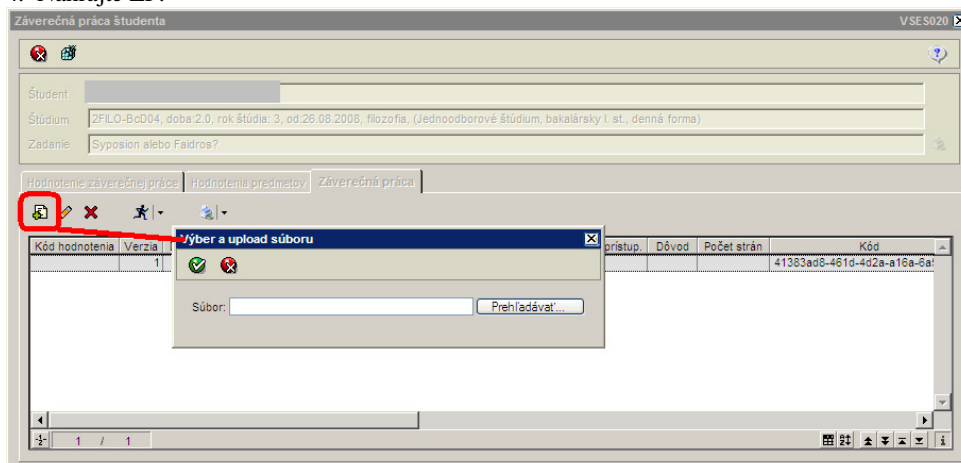 Záverečná práca študenta VSES020
Študent
Štúdium 2FILO-BcD04, doba:2.0, rok štúdia: 3, od:26.08.2008, filozofia, (Jednoodborové štúdium, bakalársky I. st., denná forma)
Zadanie Syposion alebo Faidros?
Hodnotenie záverečnej práce Hodnotenia predmetov Záverečná práca
Výber a upload súboru
Kód hodnotenia Verzia prístup. Dôvod Počet strán Kód
1 41383ad8-461d-4d2a-a16a-6a
Súbor: Prehľadávať...
1 / 1